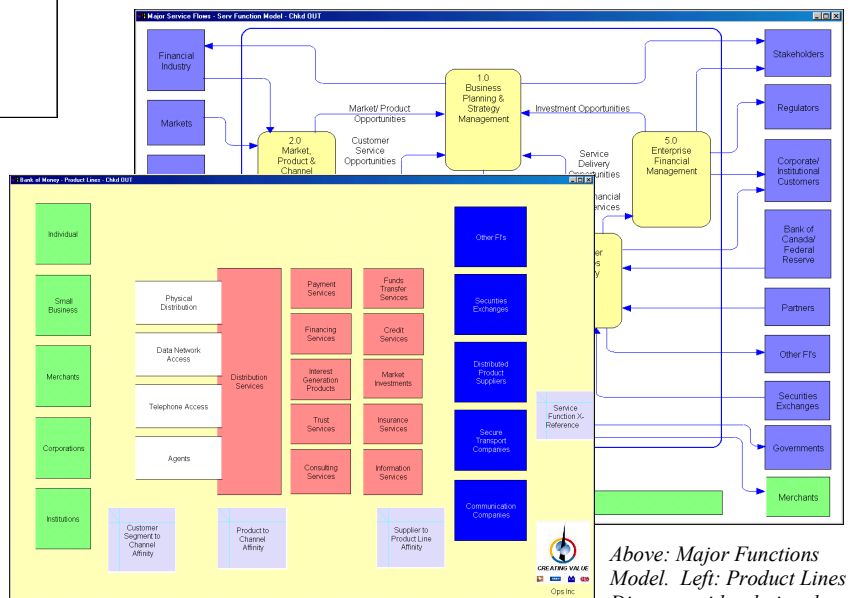 Major Service Flows - Serv Function Model - Chkd OUT
Financial
Industry
Markets
1.0
Business
Planning &
Strategy
Management
Market/ Product
Opportunities
Investment Opportunities
2.0
Market,
Product &
Channel
Customer
Service
Opportunities
Service
Delivery
Opportunities
5.0
Enterprise
Financial
Management
Stakeholders
Regulators
Corporate/
Institutional
Customers
Bank of
Canada/
Federal
Reserve
Partners
Other FI's
Securities
Exchanges
Governments
Merchants
Service
Function X-
Reference
Bank of Money - Product Lines - Chkd OUT
Individual
Small
Business
Merchants
Corporations
Institutions
Physical
Distribution
Data Network
Access
Telephone Access
Agents
Distribution
Services
Payment
Services
Funds
Transfer
Services
Financing
Services
Credit
Services
Interest
Generation
Products
Market
Investments
Trust
Services
Insurance
Services
Consulting
Services
Information
Services
Other FI's
Securities
Exchanges
Distributed
Product
Suppliers
Secure
Transport
Companies
Communication
Companies
Customer
Segment to
Channel
Affinity
Product to
Channel
Affinity
Supplier to
Product Line
Affinity
CREATING VALUE
Ops Inc
Above: Major Functions
Model. Left: Product Lines